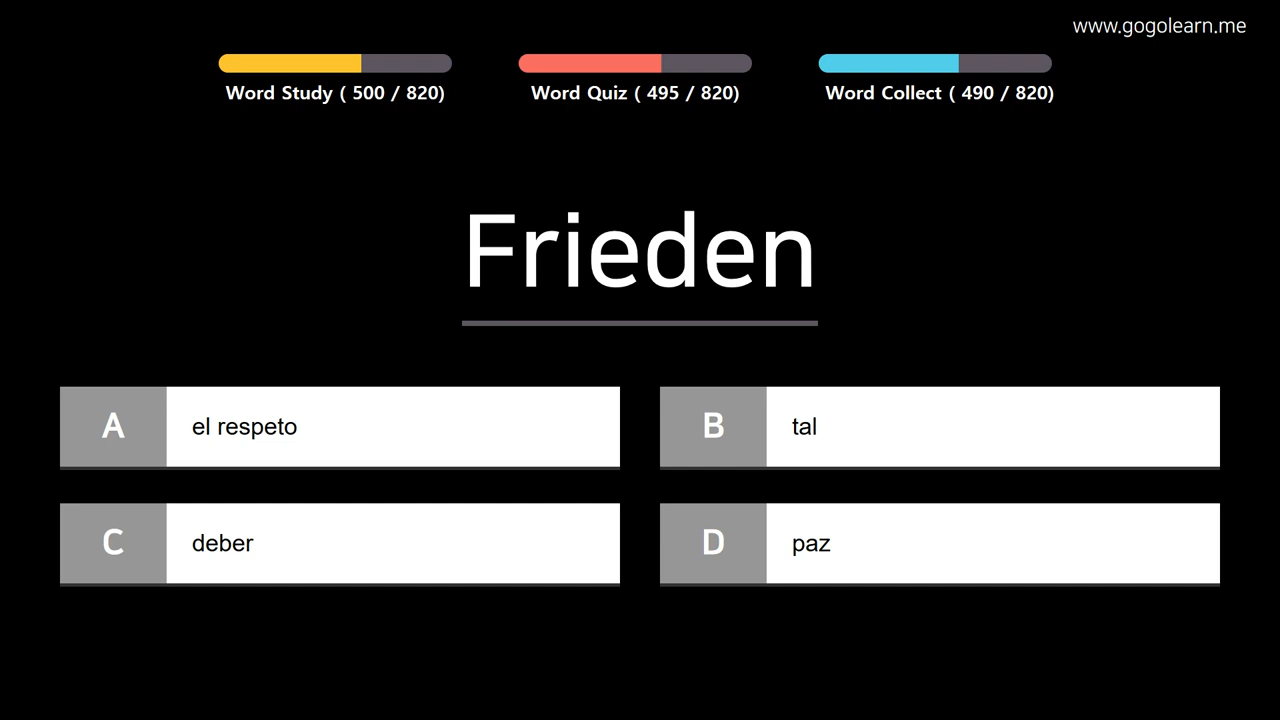 www.gogolearn.me
Word Study ( 500 / 820)
Word Quiz ( 495 / 820)
Word Collect ( 490 / 820)
Frieden
A el respeto
B tal
C deber
D paz